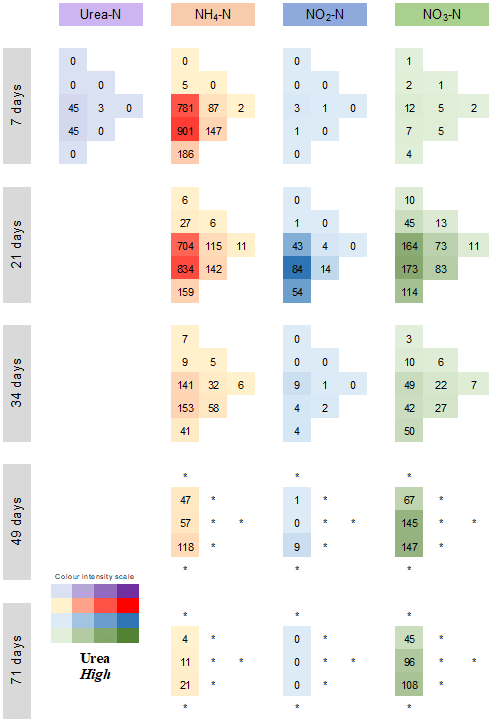 Urea-N NH4-N NO2-N NO3-N
7 days
0 0 0 1
0 0 5 0 0 0 2 1
45 3 0 781 87 2 3 1 0 12 5 2
45 0 901 147 1 0 7 5
0 186 0 4
21 days
6 0 10
27 6 1 0 45 13
704 115 11 43 4 0 164 73 11
834 142 84 14 173 83
159 54 114
34 days
7 0 3
9 5 0 0 10 6
141 32 6 9 1 0 49 22 7
153 58 4 2 42 27
41 4 50
49 days
* * *
47 * 1 * 67 *
57 * * 0 * * 145 * *
118 * 9 * 147 *
* * *
Colour intensity scale
Urea
High
71 days
* * *
4 * 0 * 45 *
11 * * 0 * * 96 * *
21 * 0 * 108 *
* * *